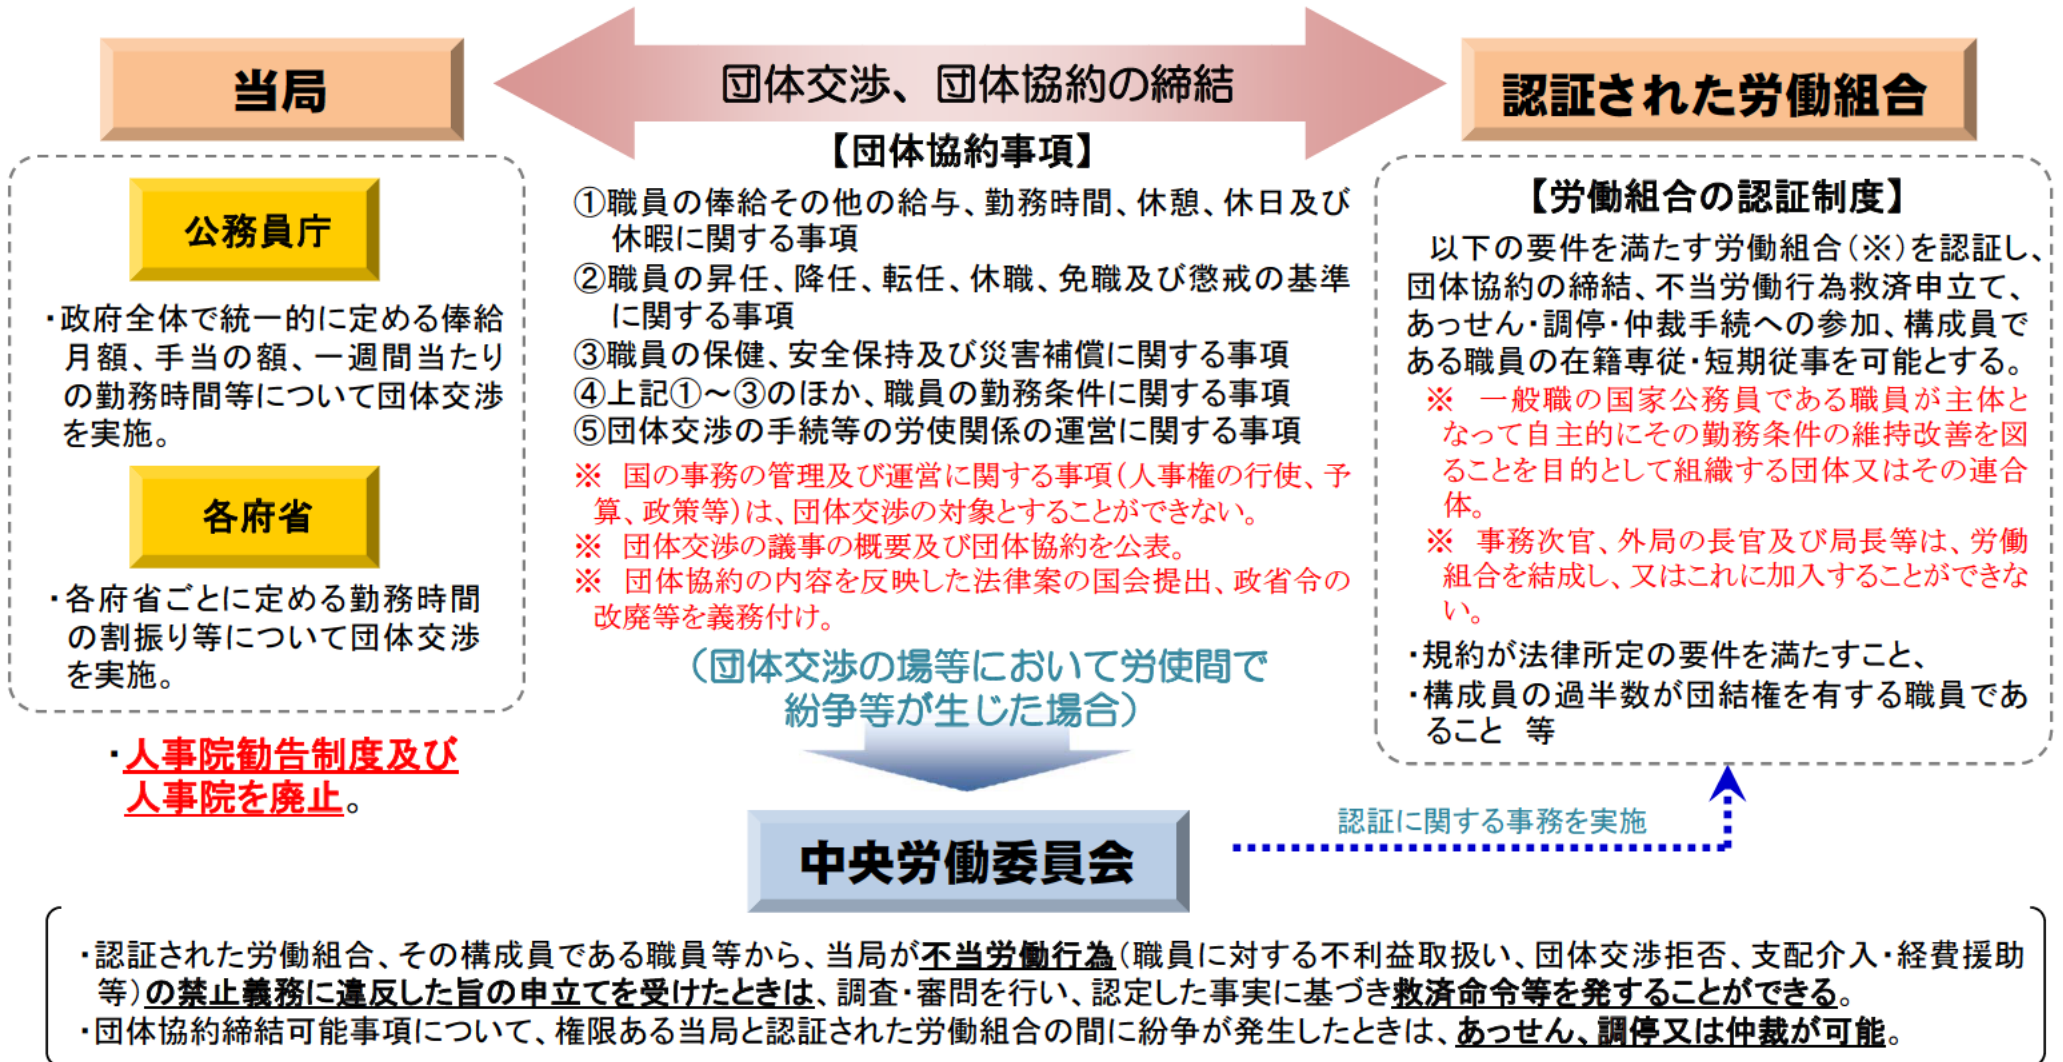 団体交渉、団体協約の締結
当局
認証された労働組合
公務員庁
・政府全体で統一的に定める俸給
月額、手当の額、一週間当たり
の勤務時間等について団体交渉
を実施。
各府省
・各府省ごとに定める勤務時間
の割振り等について団体交渉
を実施。
・人事院勧告制度及び
人事院を廃止。
【団体協約事項】
①職員の俸給その他の給与、勤務時間、休憩、休日及び
休暇に関する事項
②職員の昇任、降任、転任、休職、免職及び懲戒の基準
に関する事項
③職員の保健、安全保持及び災害補償に関する事項
④上記①～③のほか、職員の勤務条件に関する事項
⑤団体交渉の手続等の労使関係の運営に関する事項
※ 国の事務の管理及び運営に関する事項(人事権の行使、予
算、政策等)は、団体交渉の対象とすることができない。
※ 団体交渉の議事の概要及び団体協約を公表。
※ 団体協約の内容を反映した法律案の国会提出、政省令の
改廃等を義務付け。
(団体交渉の場等において労使間で
紛争等が生じた場合)
【労働組合の認証制度】
以下の要件を満たす労働組合(※)を認証し、
団体協約の締結、不当労働行為救済申立て、
あっせん・調停・仲裁手続への参加、構成員で
ある職員の在籍専従・短期従事を可能とする。
※ 一般職の国家公務員である職員が主体と
なって自主的にその勤務条件の維持改善を図
ることを目的として組織する団体又はその連合
体。
※ 事務次官、外局の長官及び局長等は、労働
組合を結成し、又はこれに加入することができな
い。
・規約が法律所定の要件を満たすこと、
・構成員の過半数が団結権を有する職員であ
ること 等
認証に関する事務を実施
中央労働委員会
・認証された労働組合、その構成員である職員等から、当局が不当労働行為(職員に対する不利益取扱い、団体交渉拒否、支配介入・経費援助
等)の禁止義務に違反した旨の申立てを受けたときは、調査・審問を行い、認定した事実に基づき救済命令等を発することができる。
・団体協約締結可能事項について、権限ある当局と認証された労働組合の間に紛争が発生したときは、あっせん、調停又は仲裁が可能。